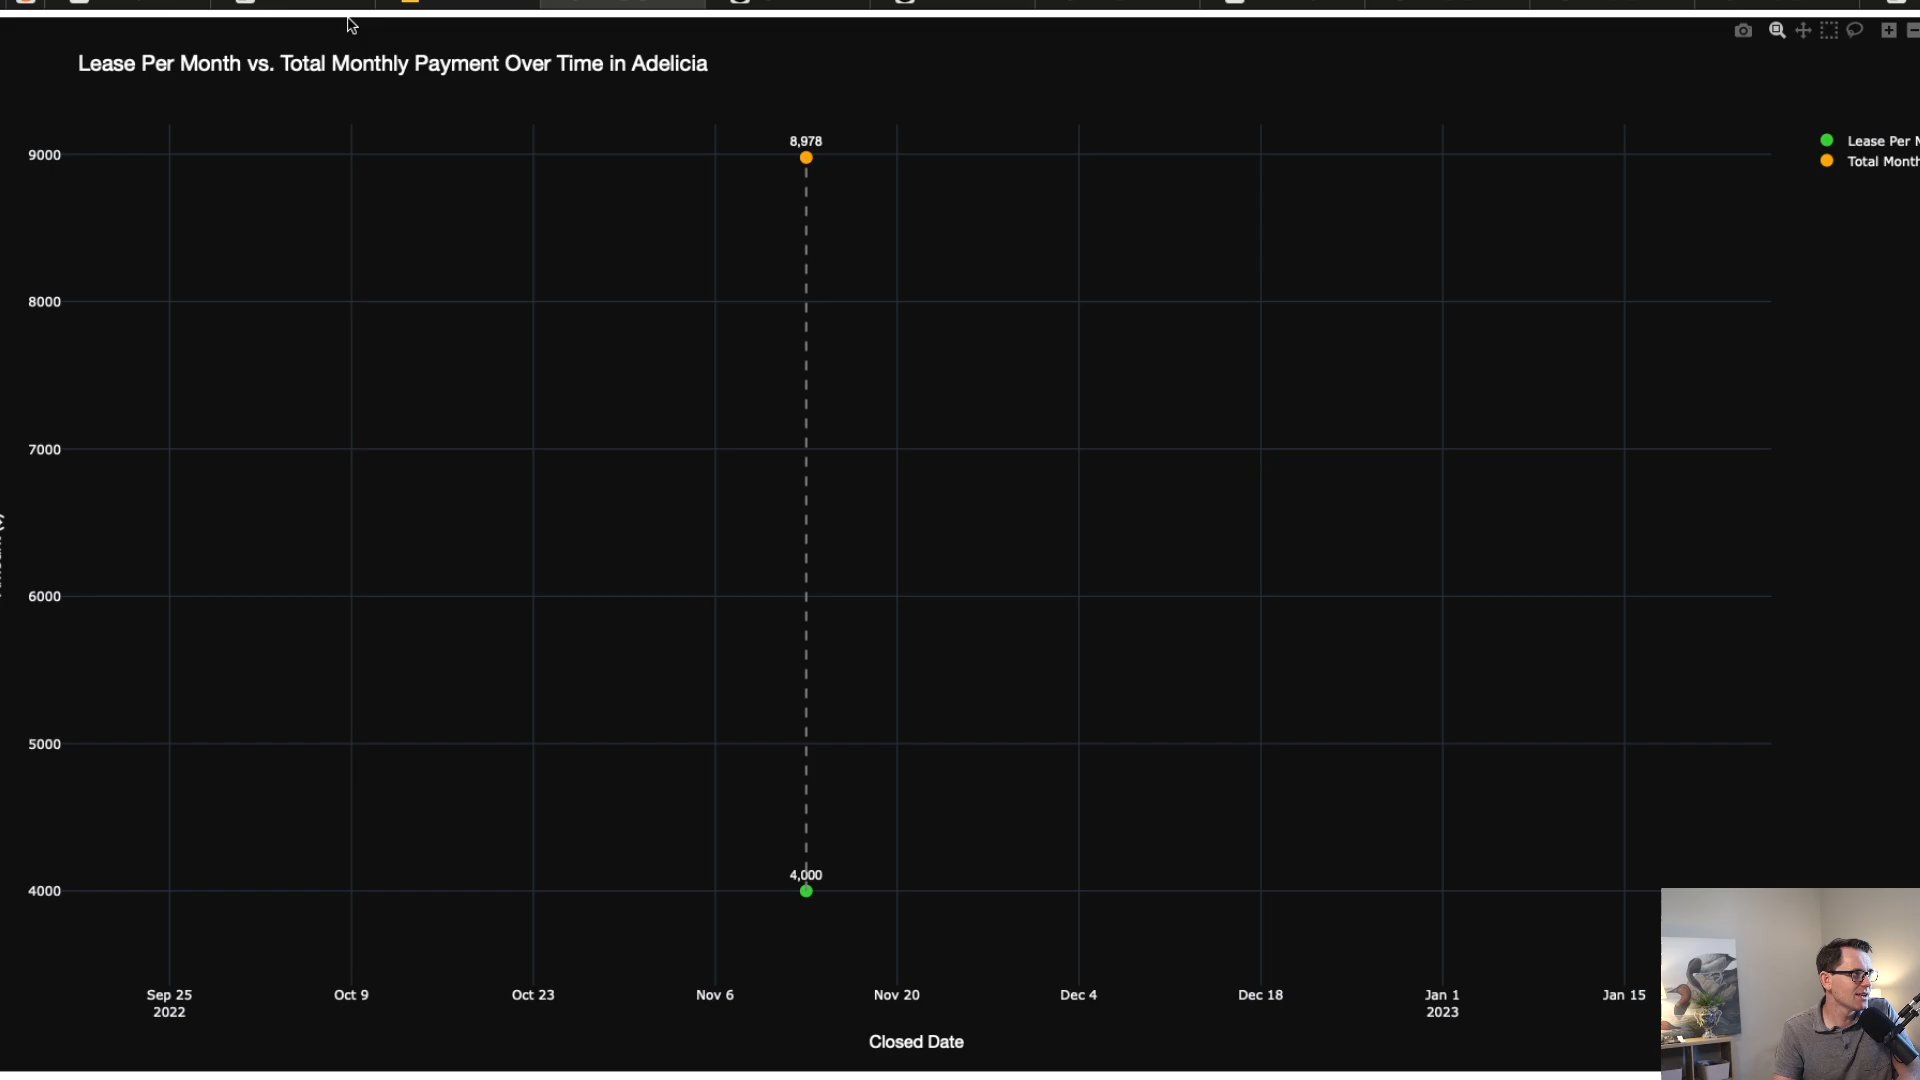 Lease Per Month vs. Total Monthly Payment Over Time in Adelicia
8,978
9000
Lease Per
Total Month
8000
7000
6000
5000
4,000
4000
Sep 25
2022
Oct 9
Oct 23
Nov 6
Nov 20
Dec 4
Dec 18
Jan 1
2023
Jan 15
Closed Date